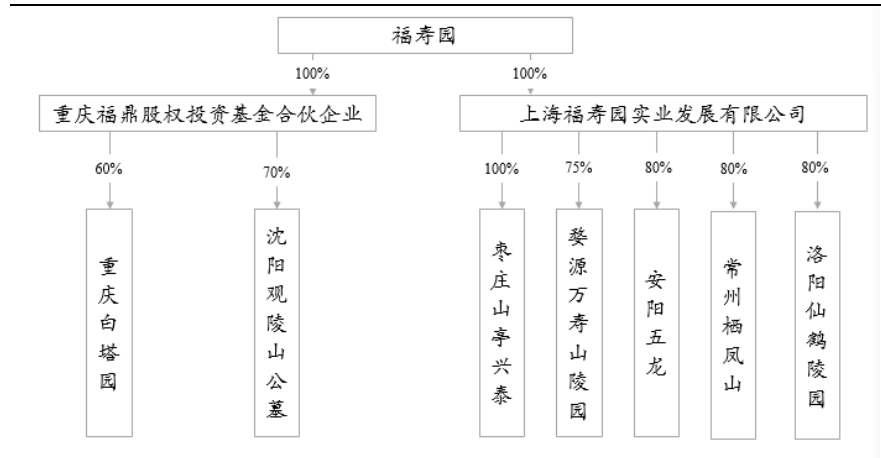 福寿园
100%
100%
重庆福鼎股权投资基金合伙企业
上海福寿园实业发展有限公司
60%
70%
100%
75%
80%
80%
80%
重庆白塔园
沈阳观陵山公墓
枣庄山亭兴泰
婺源万寿山陵园
安阳五龙
常州栖凤山
洛阳仙鹤陵园